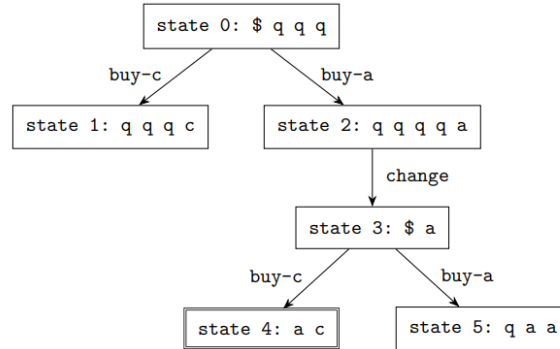 state 0: $ q q q
buy-c
buy-a
state 1: q q q c
state 2: q q q q a
change
state 3: $ a
buy-c
buy-a
state 4: a c
state 5: q a a